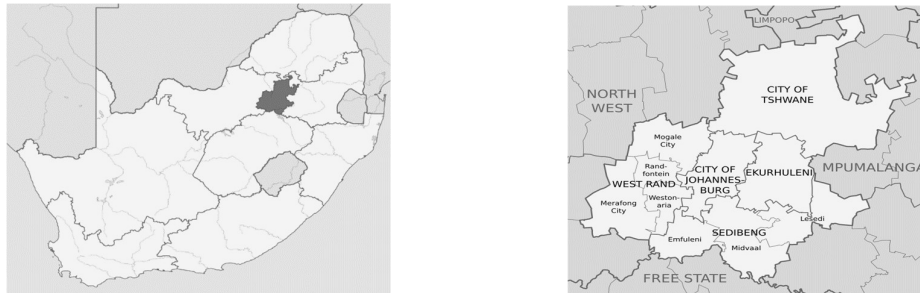 LIMPOPO
NORTH
WEST
CITY OF
TSHWANE
Mogale
City
Rand-
fontein
WEST RAND
CITY OF
JOHANNES-
BURG
EKURHULENI
MPUMALANGA
Merafong
City
Weston-
aria
Lesedi
SEDIBENG
Emfuleni
Midvaal
FREE STATE